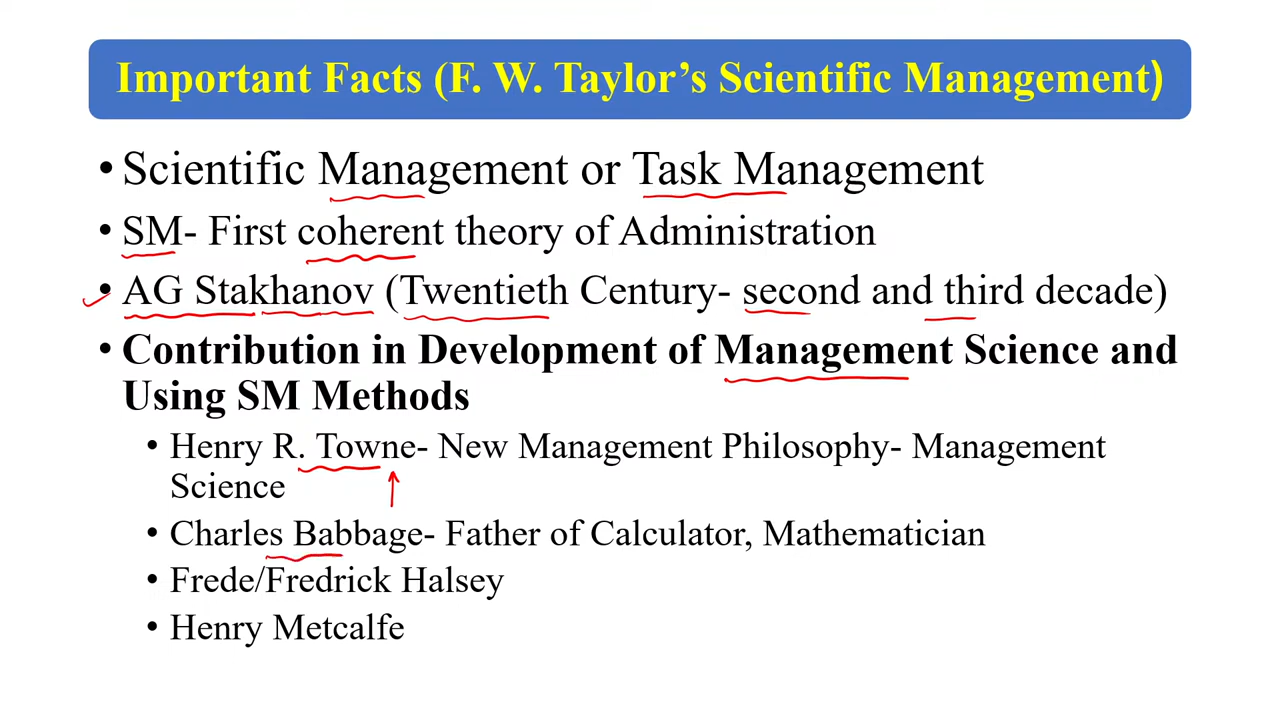 Important Facts (F. W. Taylor’s Scientific Management)
• Scientific Management or Task Management
• SM- First coherent theory of Administration
• AG Stakhanov (Twentieth Century- second and third decade)
• Contribution in Development of Management Science and
Using SM Methods
• Henry R. Towne- New Management Philosophy- Management
Science
• Charles Babbage- Father of Calculator, Mathematician
• Frede/Fredrick Halsey
• Henry Metcalfe